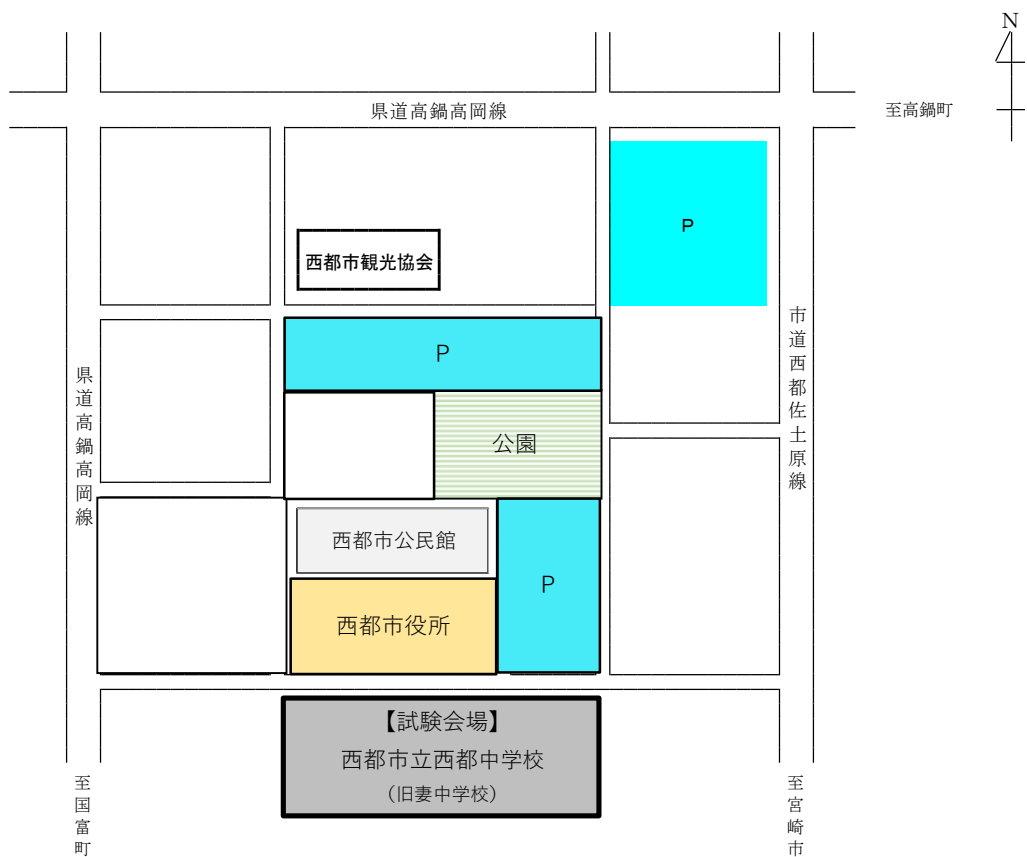 N
県道高鍋高岡線
至高鍋町
P
西都市観光協会
市道西都佐土原線
P
県道高鍋高岡線
公園
西都市公民館
P
西都市役所
【試験会場】
西都市立西都中学校
(旧妻中学校)
至国富町
至宮崎市